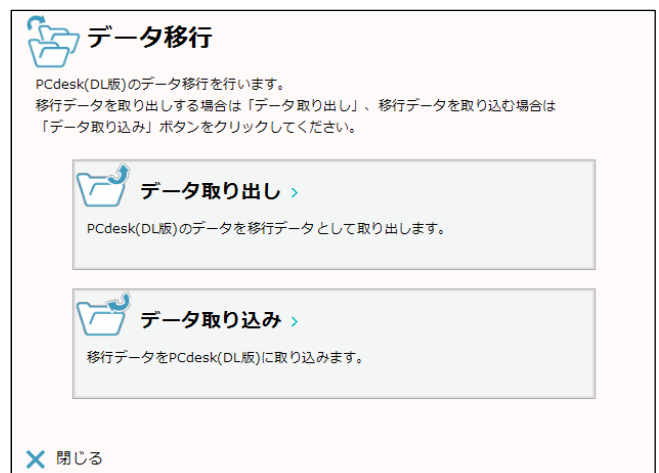 データ移行
PCdesk(DL版)のデータ移行を行います。
移行データを取り出しする場合は「データ取り出し」、移行データを取り込む場合は
「データ取り込み」ボタンをクリックしてください。
データ取り出し >
PCdesk(DL版)のデータを移行データとして取り出します。
データ取り込み >
移行データをPCdesk(DL版)に取り込みます。
閉じる